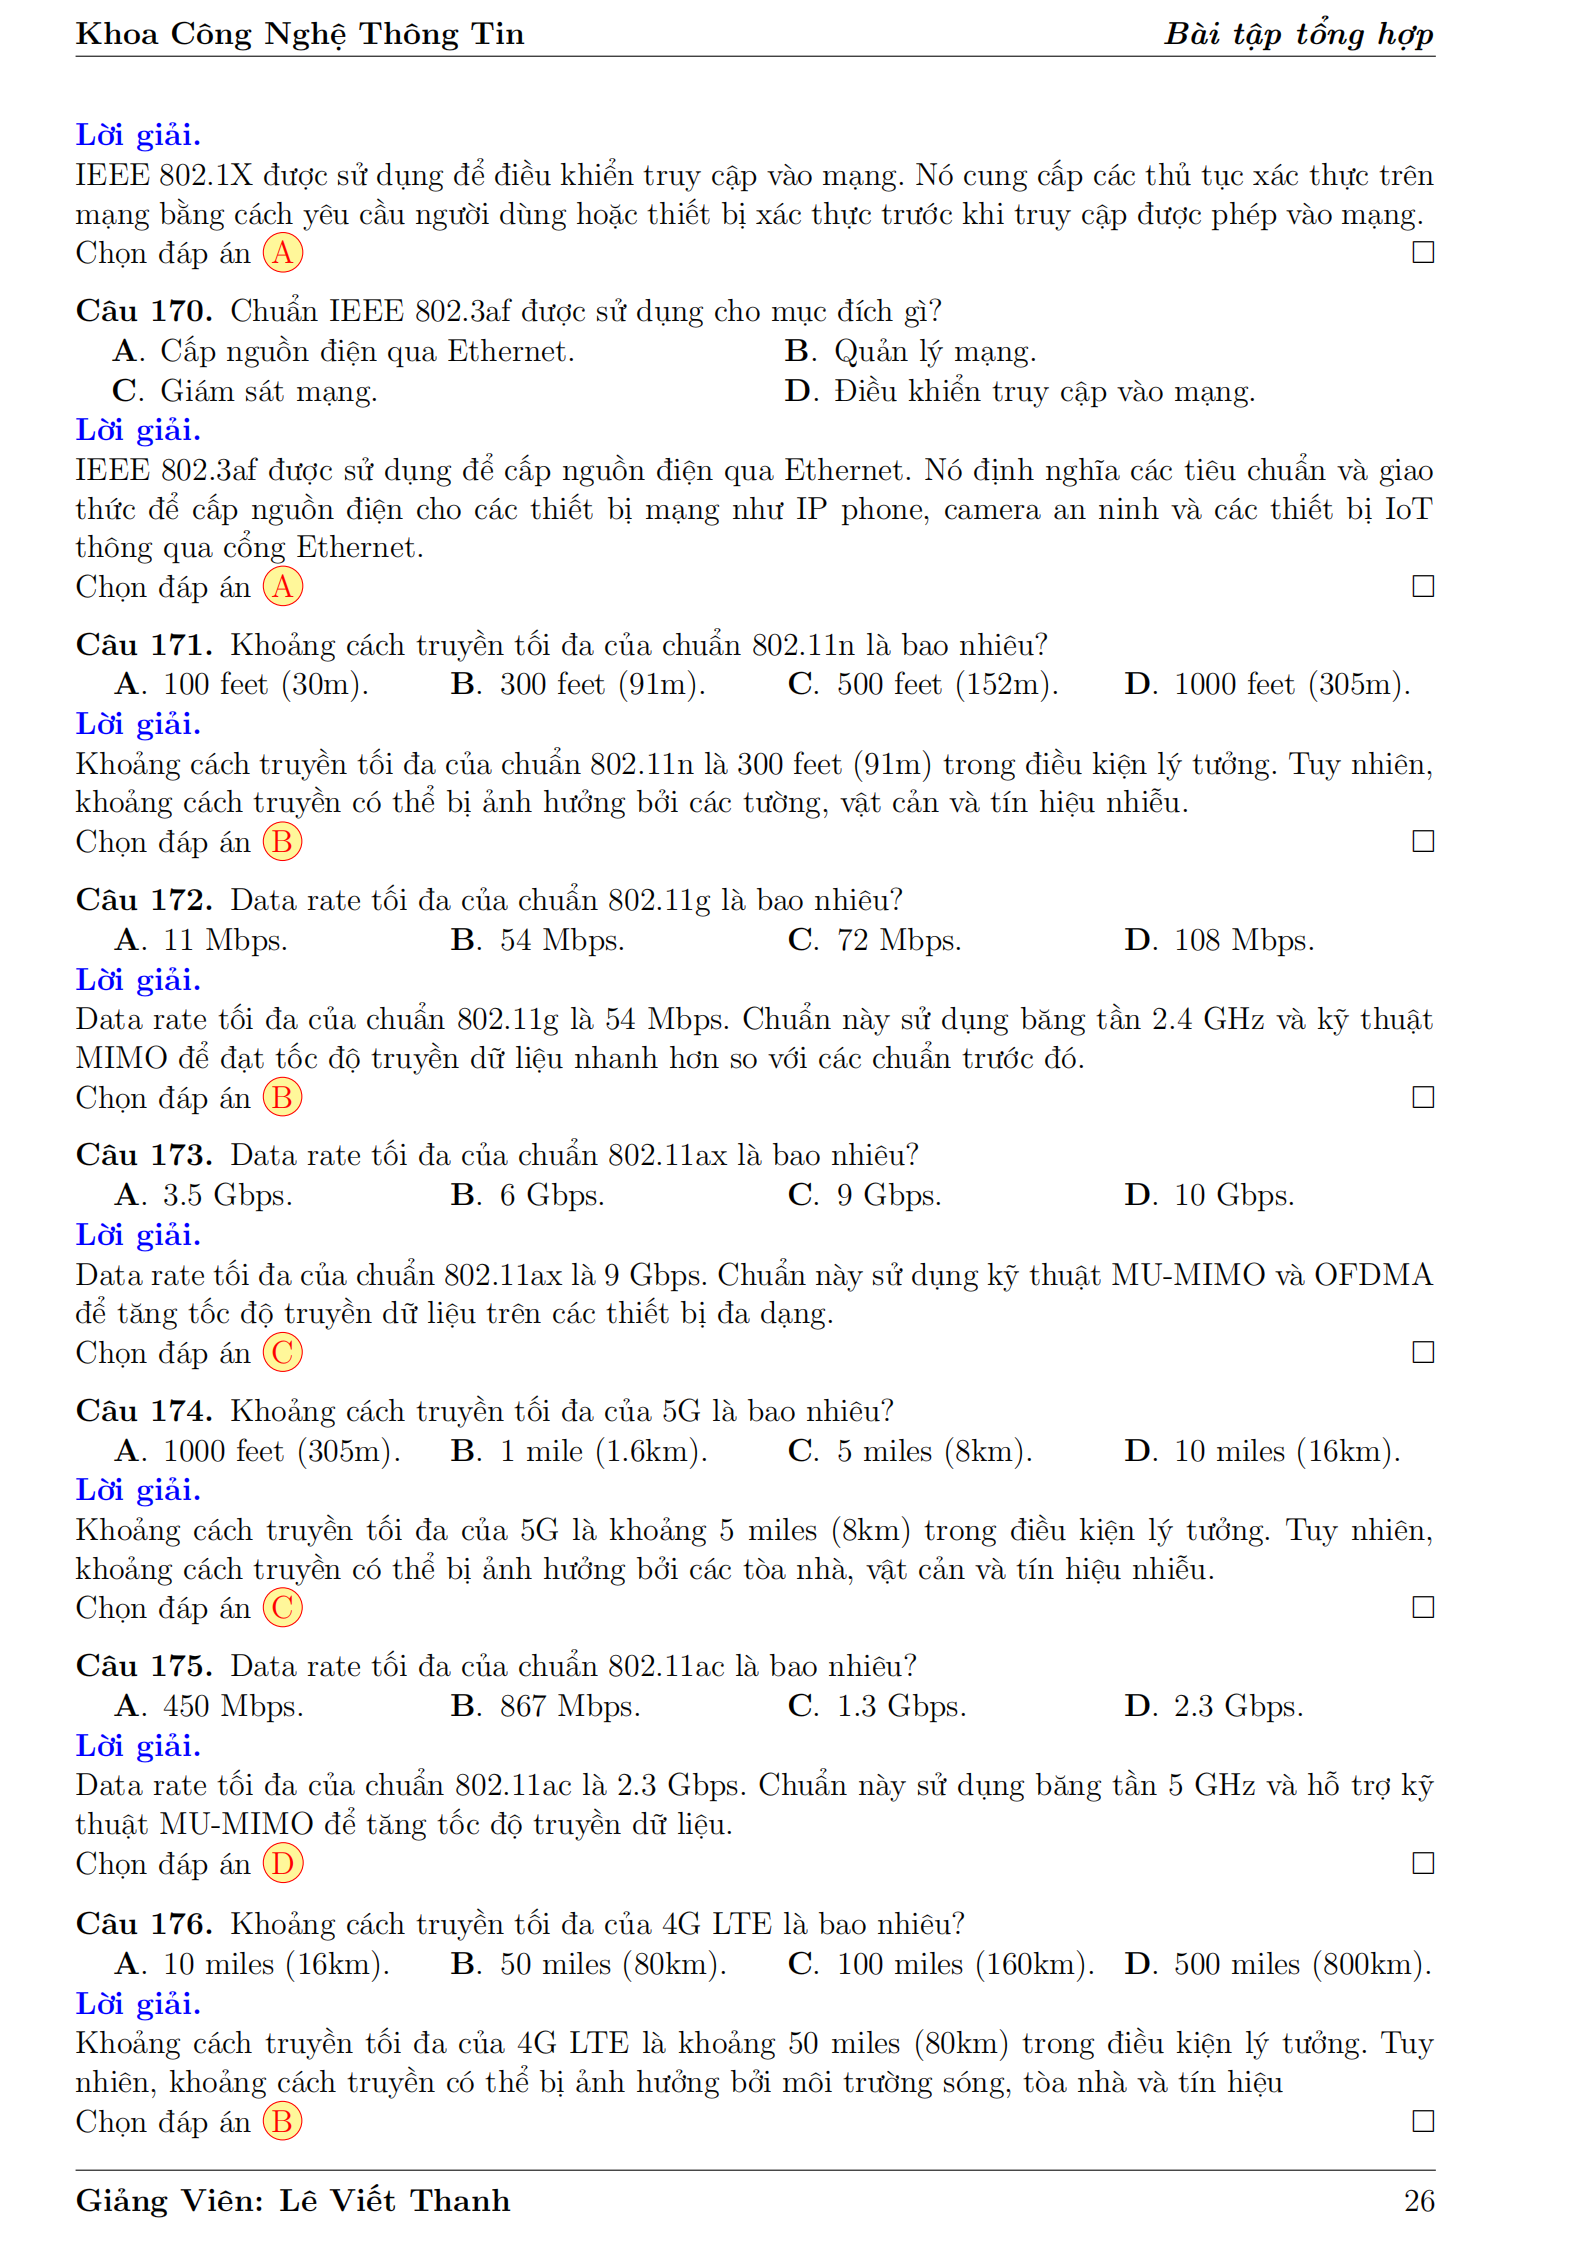 Khoa Công Nghệ Thông Tin Bài tập tổng hợp
Lời giải.
IEEE 802.1X được sử dụng để điều khiển truy cập vào mạng. Nó cung cấp các thủ tục xác thực trên
mạng bằng cách yêu cầu người dùng hoặc thiết bị xác thực trước khi truy cập được phép vào mạng.
Chọn đáp án A □
Câu 170. Chuẩn IEEE 802.3af được sử dụng cho mục đích gì?
A. Cấp nguồn điện qua Ethernet. B. Quản lý mạng.
C. Giám sát mạng. D. Điều khiển truy cập vào mạng.
Lời giải.
IEEE 802.3af được sử dụng để cấp nguồn điện qua Ethernet. Nó định nghĩa các tiêu chuẩn và giao
thức để cấp nguồn điện cho các thiết bị mạng như IP phone, camera an ninh và các thiết bị IoT
thông qua cổng Ethernet.
Chọn đáp án A □
Câu 171. Khoảng cách truyền tối đa của chuẩn 802.11n là bao nhiêu?
A. 100 feet (30m). B. 300 feet (91m). C. 500 feet (152m). D. 1000 feet (305m).
Lời giải.
Khoảng cách truyền tối đa của chuẩn 802.11n là 300 feet (91m) trong điều kiện lý tưởng. Tuy nhiên,
khoảng cách truyền có thể bị ảnh hưởng bởi các tường, vật cản và tín hiệu nhiễu.
Chọn đáp án B □
Câu 172. Data rate tối đa của chuẩn 802.11g là bao nhiêu?
A. 11 Mbps. B. 54 Mbps. C. 72 Mbps. D. 108 Mbps.
Lời giải.
Data rate tối đa của chuẩn 802.11g là 54 Mbps. Chuẩn này sử dụng băng tần 2.4 GHz và kỹ thuật
MIMO để đạt tốc độ truyền dữ liệu nhanh hơn so với các chuẩn trước đó.
Chọn đáp án B □
Câu 173. Data rate tối đa của chuẩn 802.11ax là bao nhiêu?
A. 3.5 Gbps. B. 6 Gbps. C. 9 Gbps. D. 10 Gbps.
Lời giải.
Data rate tối đa của chuẩn 802.11ax là 9 Gbps. Chuẩn này sử dụng kỹ thuật MU-MIMO và OFDMA
để tăng tốc độ truyền dữ liệu trên các thiết bị đa dạng.
Chọn đáp án C □
Câu 174. Khoảng cách truyền tối đa của 5G là bao nhiêu?
A. 1000 feet (305m). B. 1 mile (1.6km). C. 5 miles (8km). D. 10 miles (16km).
Lời giải.
Khoảng cách truyền tối đa của 5G là khoảng 5 miles (8km) trong điều kiện lý tưởng. Tuy nhiên,
khoảng cách truyền có thể bị ảnh hưởng bởi các tòa nhà, vật cản và tín hiệu nhiễu.
Chọn đáp án C □
Câu 175. Data rate tối đa của chuẩn 802.11ac là bao nhiêu?
A. 450 Mbps. B. 867 Mbps. C. 1.3 Gbps. D. 2.3 Gbps.
Lời giải.
Data rate tối đa của chuẩn 802.11ac là 2.3 Gbps. Chuẩn này sử dụng băng tần 5 GHz và hỗ trợ kỹ
thuật MU-MIMO để tăng tốc độ truyền dữ liệu.
Chọn đáp án D □
Câu 176. Khoảng cách truyền tối đa của 4G LTE là bao nhiêu?
A. 10 miles (16km). B. 50 miles (80km). C. 100 miles (160km). D. 500 miles (800km).
Lời giải.
Khoảng cách truyền tối đa của 4G LTE là khoảng 50 miles (80km) trong điều kiện lý tưởng. Tuy
nhiên, khoảng cách truyền có thể bị ảnh hưởng bởi môi trường sóng, tòa nhà và tín hiệu
Chọn đáp án B □
Giảng Viên: Lê Viết Thanh 26